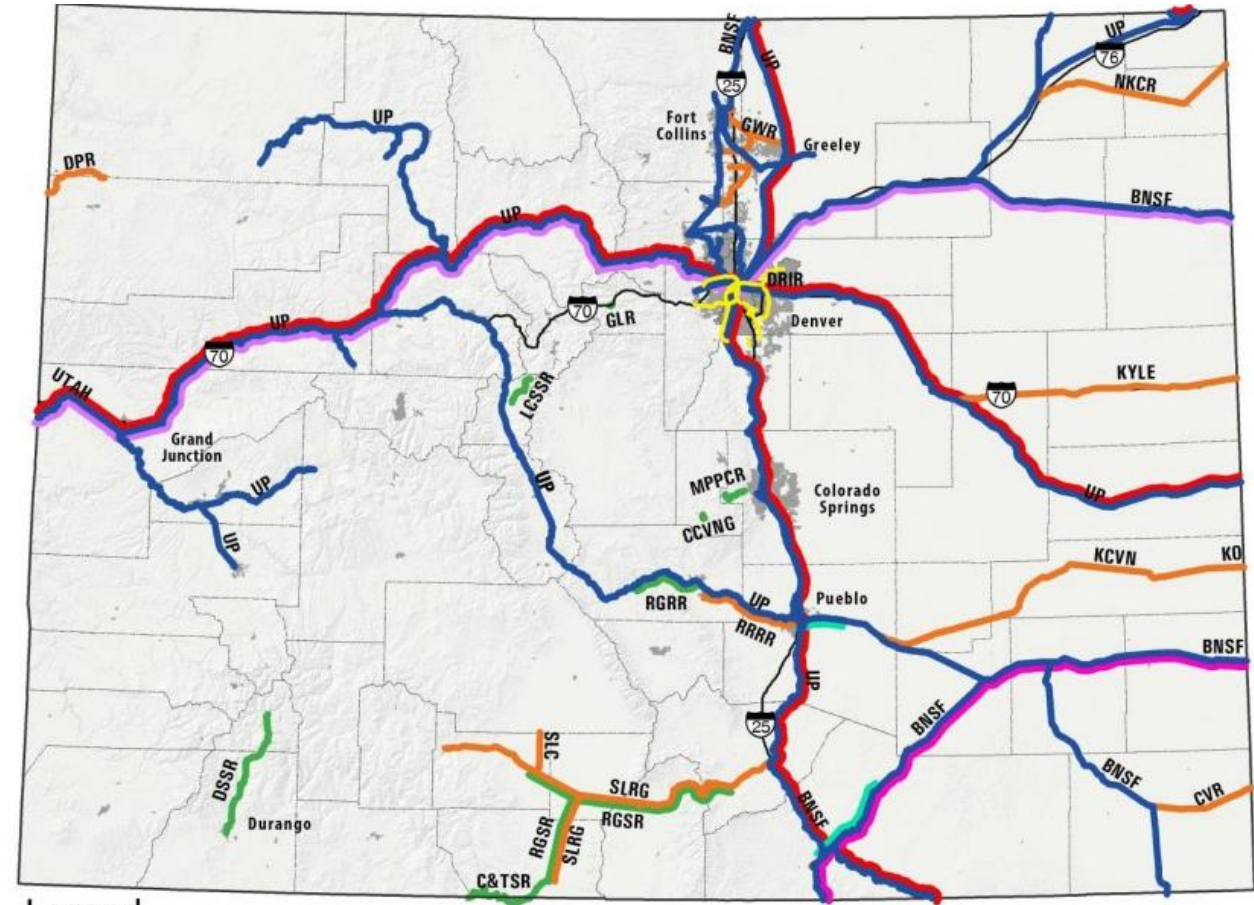 BNSF
UP
UP
76
25
NKCR
UP
Fort
Collins
GWR
Greeley
DPR
BNSF
UP
DRIR
70
GLR
Denver
UP
70
UTAH
LCSSR
KYLE
70
Grand
Junction
UP
UP
UP
MPPCR
Colorado
Springs
CCVNG
UP
KCVN
KO
RGRR
UP
Pueblo
RRRR
BNSF
UP
BNSF
25
SLC
BNSF
DSSR
SLRG
BNSF
CVR
RGSR
Durango
RGSR
SLRG
C&TSR